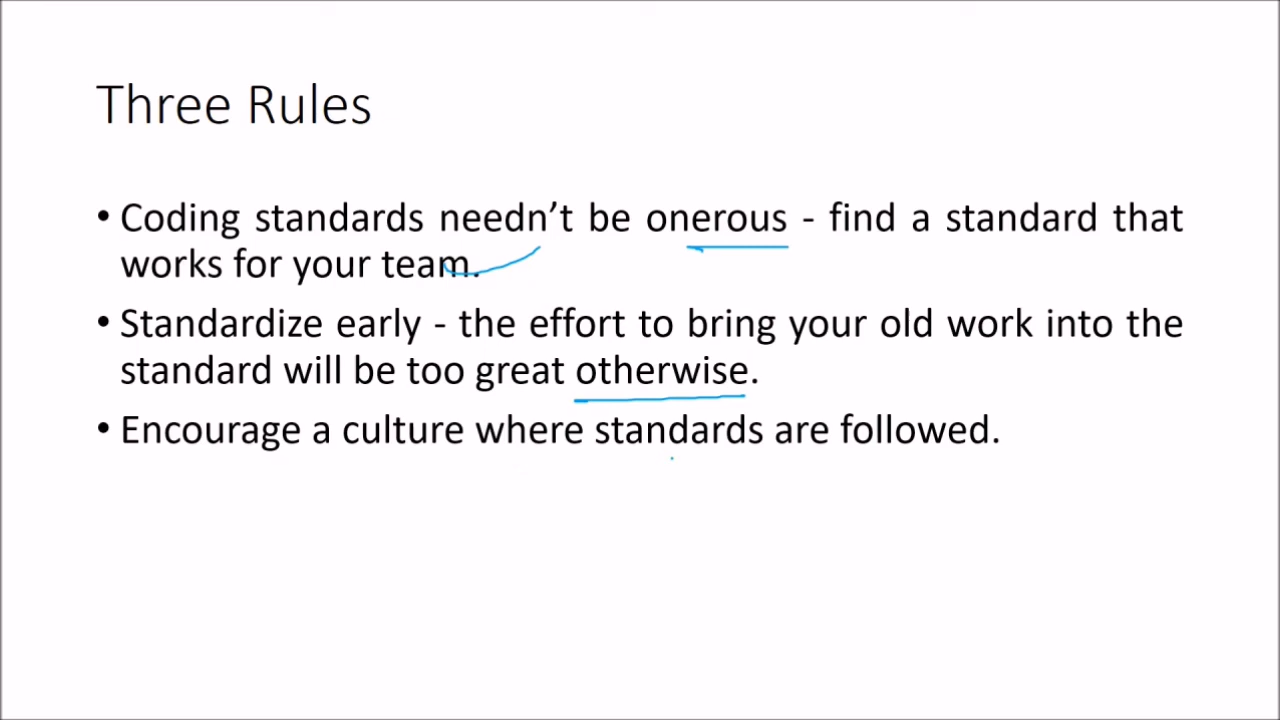 Three Rules
• Coding standards needn’t be onerous - find a standard that
works for your team.
• Standardize early - the effort to bring your old work into the
standard will be too great otherwise.
• Encourage a culture where standards are followed.